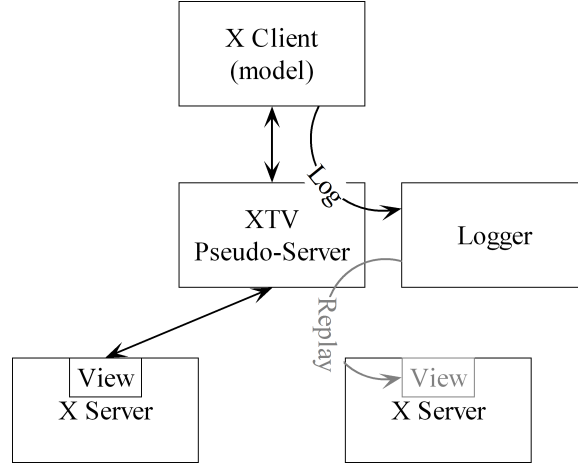 X Client
(model)
Log
XTV
Pseudo-Server
Logger
Replay
View
X Server
View
X Server